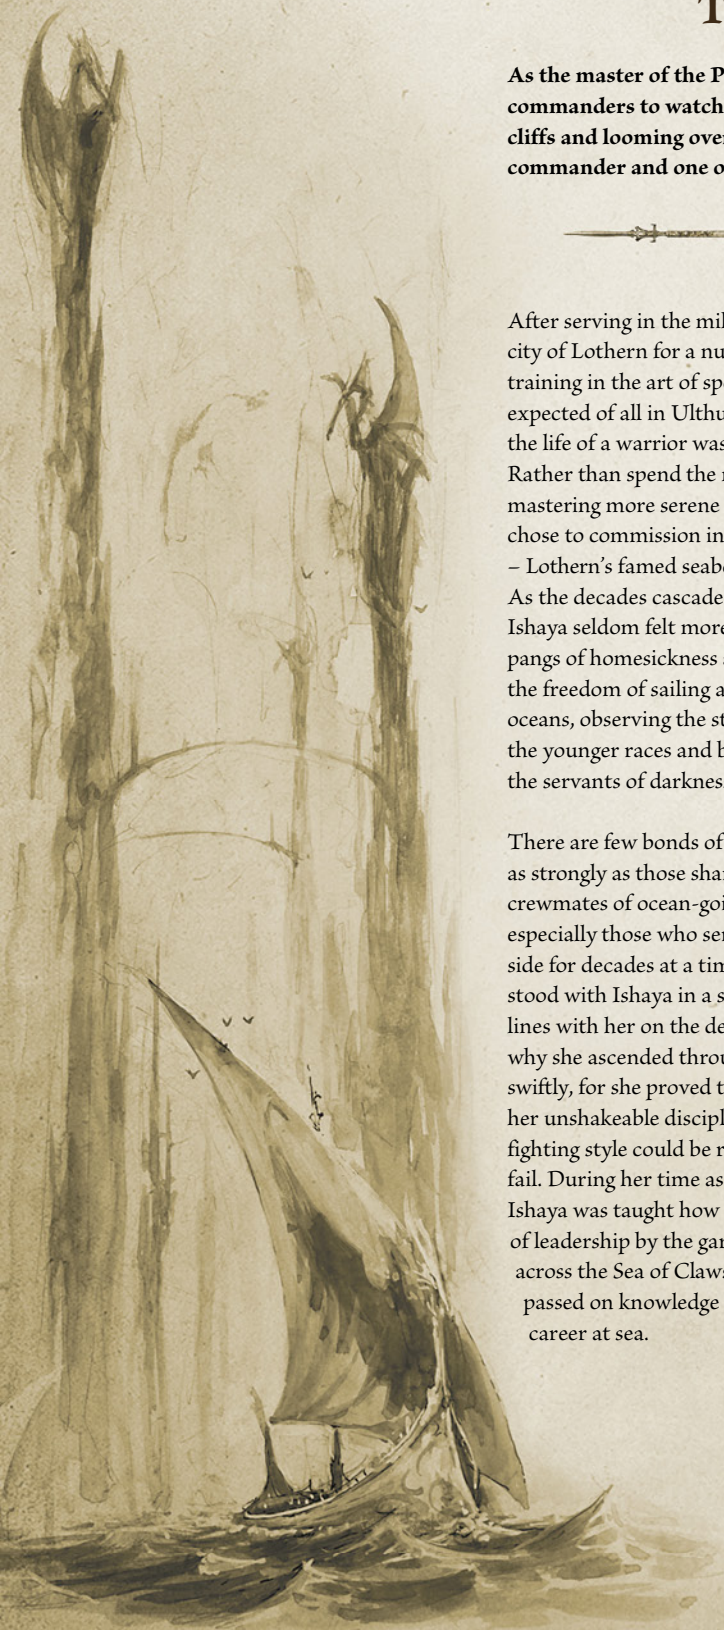 T
As the master of the P
commanders to watch
cliffs and looming over
commander and one o
After serving in the mil
city of Lothern for a nu
training in the art of spe
expected of all in Ulthu
the life of a warrior was
Rather than spend the r
mastering more serene
chose to commission in
– Lothern's famed seabo
As the decades cascade
Ishaya seldom felt more
pangs of homesickness
the freedom of sailing a
oceans, observing the st
the younger races and b
the servants of darkness
There are few bonds of
as strongly as those shar
crewmates of ocean-goi
especially those who ser
side for decades at a tim
stood with Ishaya in a s
lines with her on the de
why she ascended throu
swiftly, for she proved t
her unshakeable discipl
fighting style could be r
fail. During her time as
Ishaya was taught how
of leadership by the gar
across the Sea of Claws
passed on knowledge
career at sea.